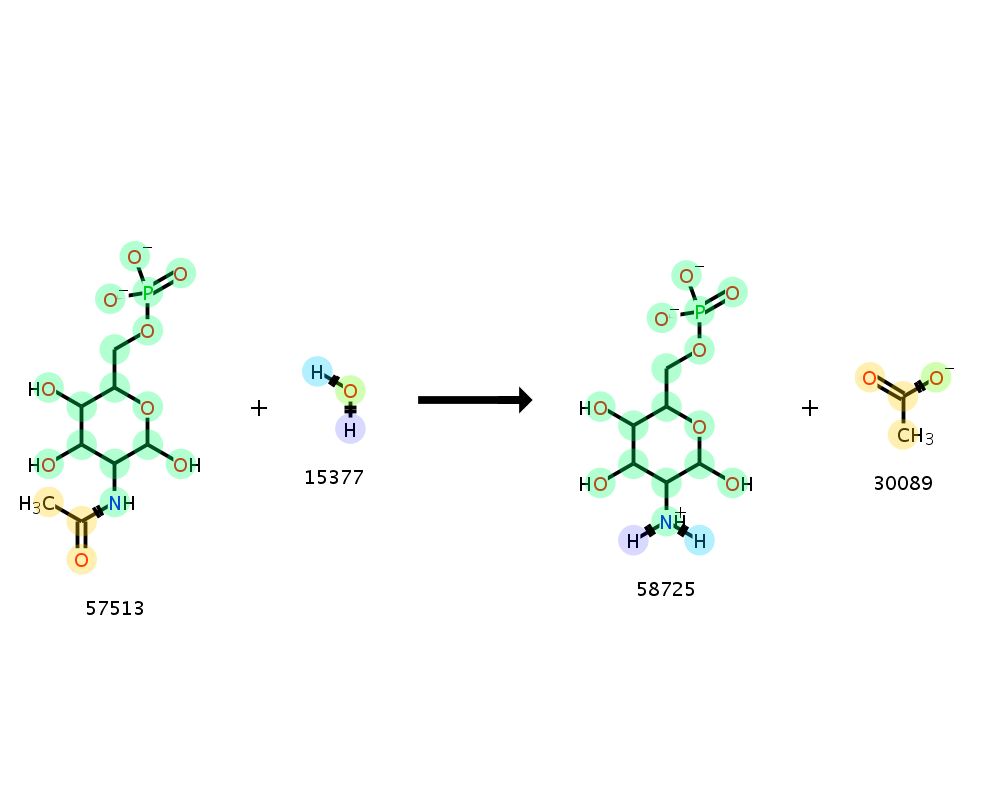 O⁻
O
O⁻ P
O
HO O
HO OH
H₃C NH
O
57513
+
H
O
H
15377
O⁻
O
O⁻ P
O
HO O
HO OH
NH⁺
H H
58725
+
O O⁻
CH₃
30089